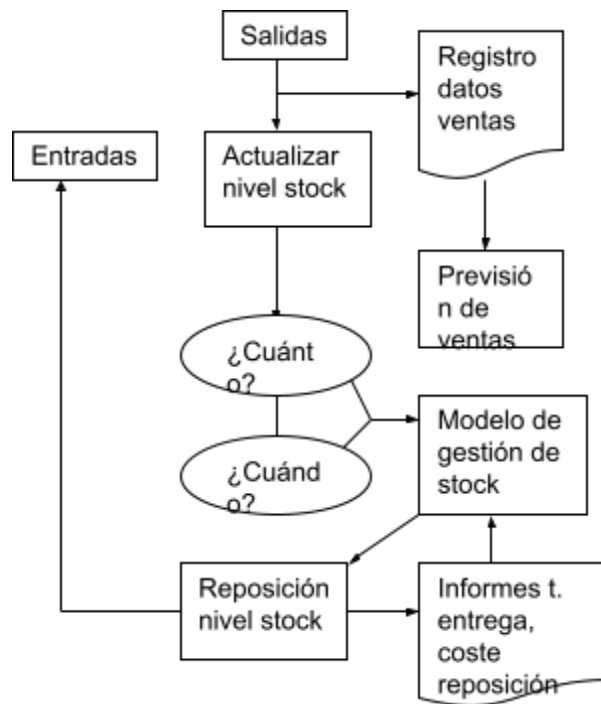 Salidas
Registro
datos
ventas
Entradas
Actualizar
nivel stock
Previsió
n de
ventas
¿Cuánt
o?
Modelo de
gestión de
stock
¿Cuánd
o?
Reposición
nivel stock
Informes t.
entrega,
coste
reposición